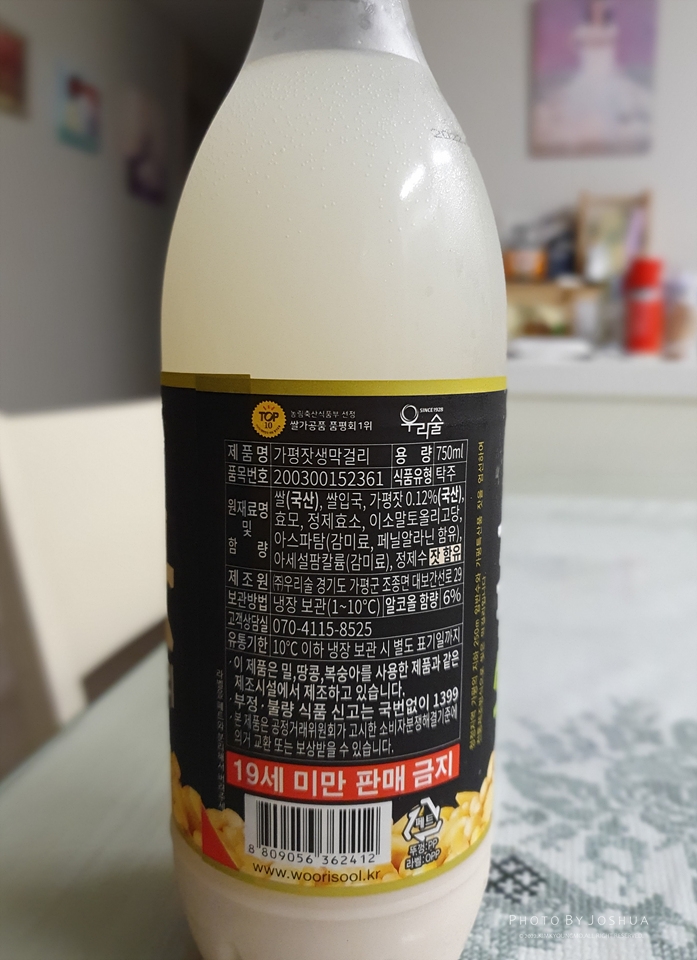 TOP 10
농림축산식품부 선정
쌀가공품 품평회 1위
SINCE 1928
우리술
제품명 가평잣생막걸리 용량 750ml
품목번호 200300152361 식품유형 탁주
원재료명 및 함량 쌀(국산), 쌀입국, 가평잣 0.12%(국산),
효모, 정제효소, 이소말토올리고당,
아스파탐(감미료, 페닐알라닌 함유),
아세설팜칼륨(감미료), 정제수 잣 함유
제조원 ㈜우리술 경기도 가평군 조종면 대보간선로 29
보관방법 냉장 보관(1~10℃) 알코올 함량 6%
고객상담실 070-4115-8525
유통기한 10℃ 이하 냉장 보관 시 별도 표기일까지
·이 제품은 밀,땅콩,복숭아를 사용한 제품과 같은
제조시설에서 제조하고 있습니다.
·부정·불량 식품 신고는 국번없이 1399
·본 제품은 공정거래위원회가 고시한 소비자분쟁해결기준에
의거 교환 또는 보상받을 수 있습니다.
19세 미만 판매 금지
8 809056 362412
페트
뚜껑:PP
라벨:OPP
www.woorisool.kr
PHOTO BY JOSHUA